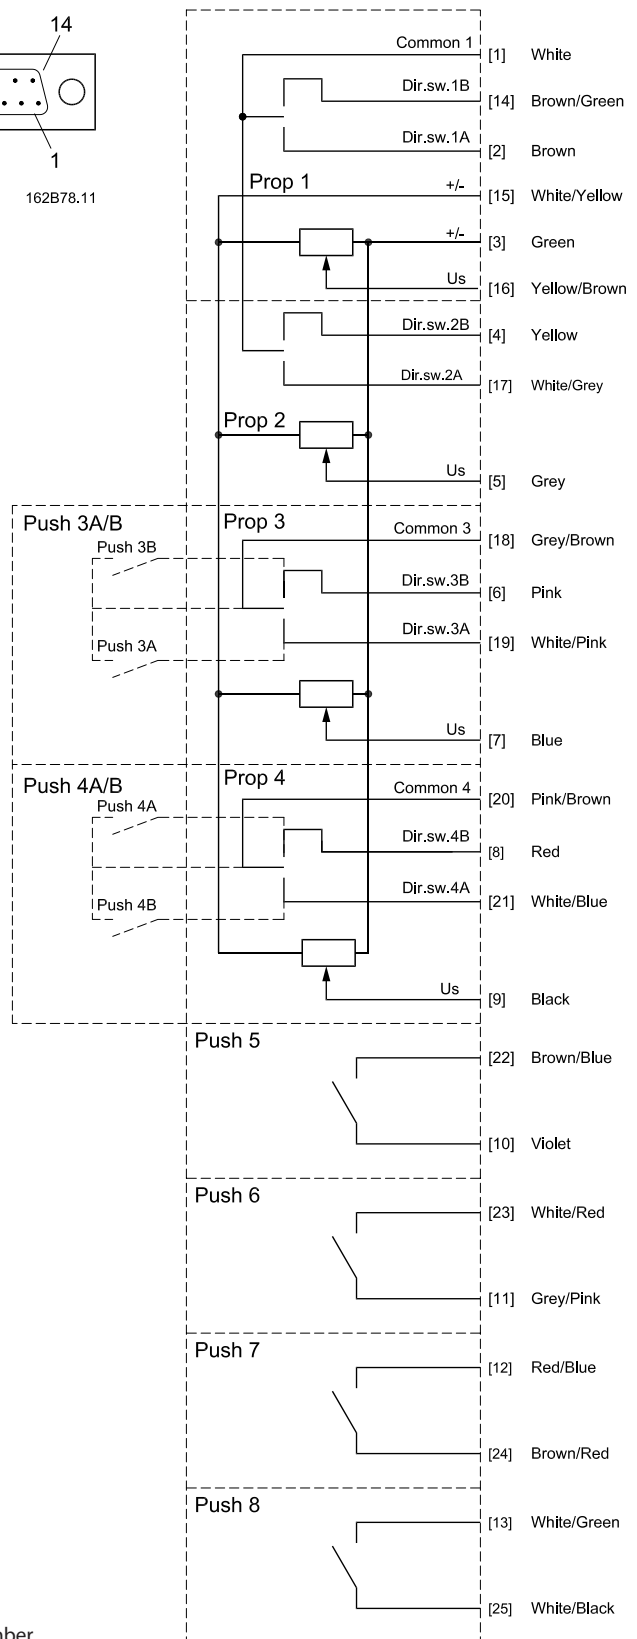 14
1
162B78.11
Common 1 [1] White
Dir.sw.1B [14] Brown/Green
Dir.sw.1A [2] Brown
Prop 1 +/- [15] White/Yellow
+/- [3] Green
Us [16] Yellow/Brown
Dir.sw.2B [4] Yellow
Dir.sw.2A [17] White/Grey
Prop 2
Us [5] Grey
Push 3A/B Prop 3 Common 3 [18] Grey/Brown
Push 3B
Dir.sw.3B [6] Pink
Push 3A Dir.sw.3A [19] White/Pink
Us [7] Blue
Push 4A/B Prop 4 Common 4 [20] Pink/Brown
Push 4A
Dir.sw.4B [8] Red
Push 4B Dir.sw.4A [21] White/Blue
Us [9] Black
Push 5
[22] Brown/Blue
[10] Violet
Push 6
[23] White/Red
[11] Grey/Pink
Push 7
[12] Red/Blue
[24] Brown/Red
Push 8
[13] White/Green
[25] White/Black